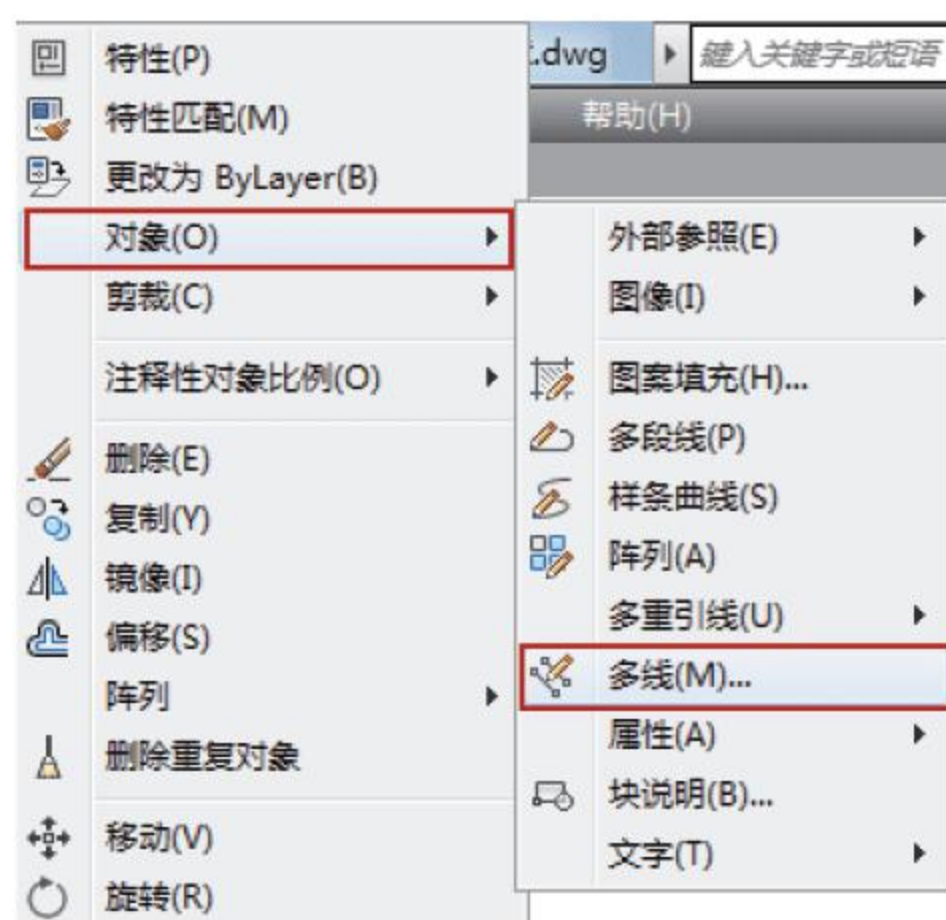 特性(P)
特性匹配(M)
更改为 ByLayer(B)
对象(O)
剪裁(C)
注释性对象比例(O)
删除(E)
复制(Y)
镜像(I)
偏移(S)
阵列
删除重复对象
移动(V)
旋转(R)
.dwg
键入关键字或短语
帮助(H)
外部参照(E)
图像(I)
图案填充(H)...
多段线(P)
样条曲线(S)
阵列(A)
多重引线(U)
多线(M)...
属性(A)
块说明(B)...
文字(T)